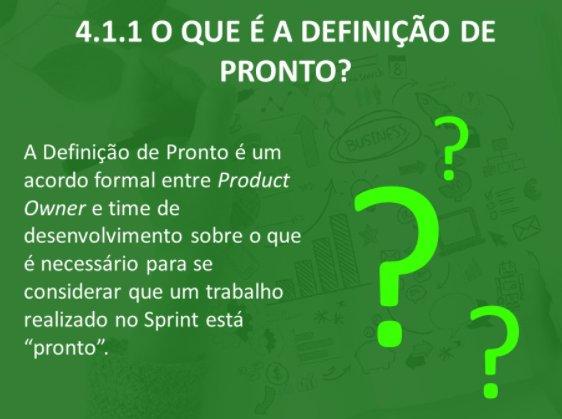 4.1.1 O QUE É A DEFINIÇÃO DE
PRONTO?
A Definição de Pronto é um
acordo formal entre Product
Owner e time de
desenvolvimento sobre o que
é necessário para se
considerar que um trabalho
realizado no Sprint está
“pronto”.
BUSINESS
?
?
?